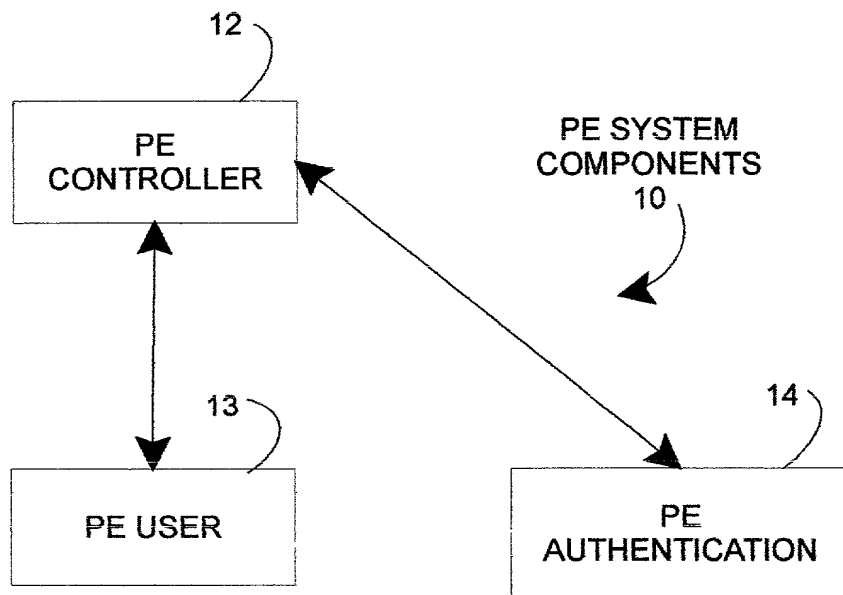 12
PE
CONTROLLER
PE SYSTEM
COMPONENTS
10
13
PE USER
14
PE
AUTHENTICATION